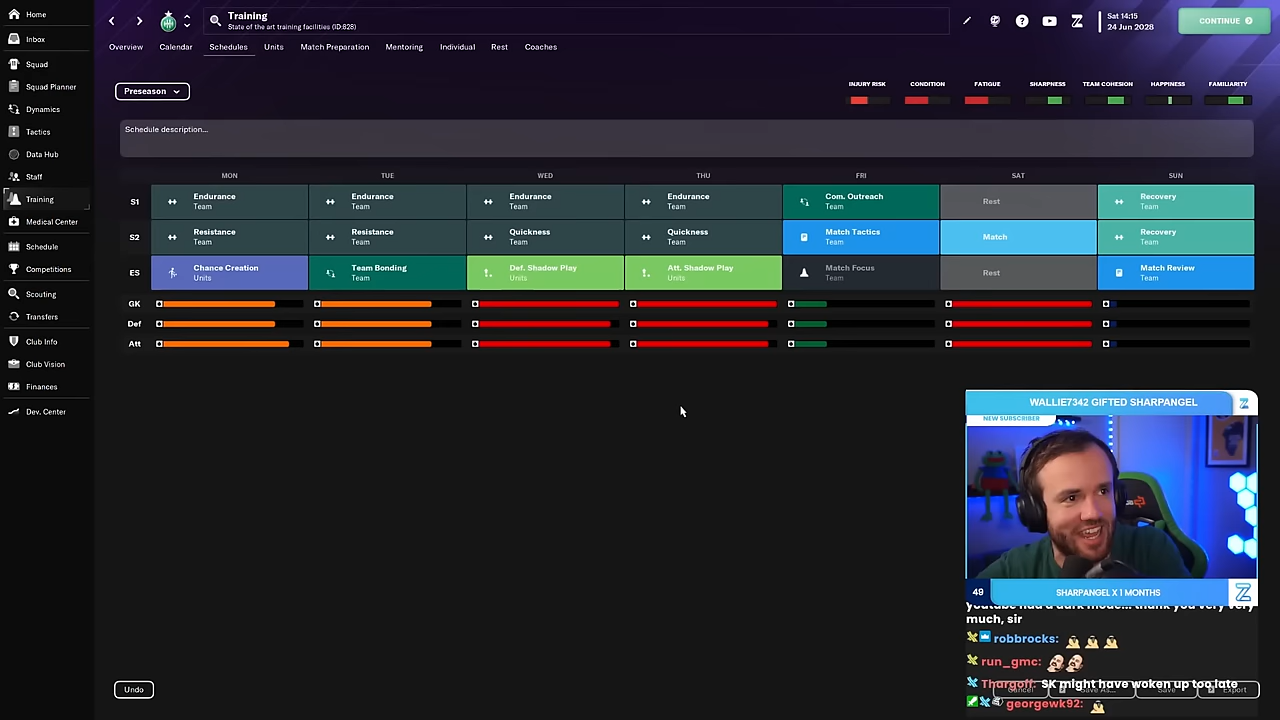 Home
Inbox
Squad
Squad Planner
Dynamics
Tactics
Data Hub
Staff
Training
Medical Center
Schedule
Competitions
Scouting
Transfers
Club Info
Club Vision
Finances
Dev. Center
Training
State of the art training facilities (ID:828)
Sat 14:15
24 Jun 2028
CONTINUE
Overview Calendar Schedules Units Match Preparation Mentoring Individual Rest Coaches
Preseason
INJURY RISK CONDITION FATIGUE SHARPNESS TEAM COHESION HAPPINESS FAMILIARITY
Schedule description...
MON TUE WED THU FRI SAT SUN
S1 Endurance Endurance Endurance Endurance Com. Outreach Rest Recovery
Team Team Team Team Team Team
S2 Resistance Resistance Quickness Quickness Match Tactics Match Recovery
Team Team Team Team Team Team
ES Chance Creation Team Bonding Def. Shadow Play Att. Shadow Play Match Focus Rest Match Review
Units Team Units Units Team Team
GK
Def
Att
WALLIE7342 GIFTED SHARPANGEL
NEW SUBSCRIBER
49 SHARPANGEL X 1 MONTHS
youtube had a dark mode... thank you very very
much, sir
robbrocks:
run_gmc:
Thargoff: SK might have woken up too late
georgewk92:
Undo
Cancel Save As... Save Export